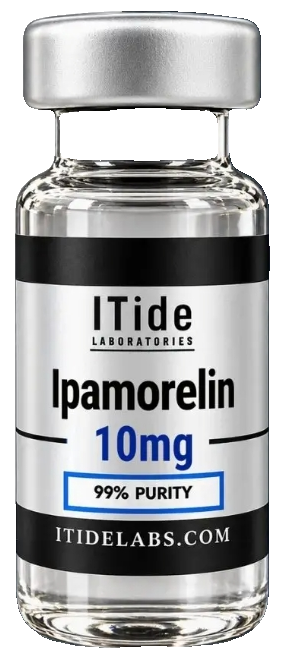 ITide
LABORATORIES
Ipamorelin
10mg
99% PURITY
ITIDELABS.COM